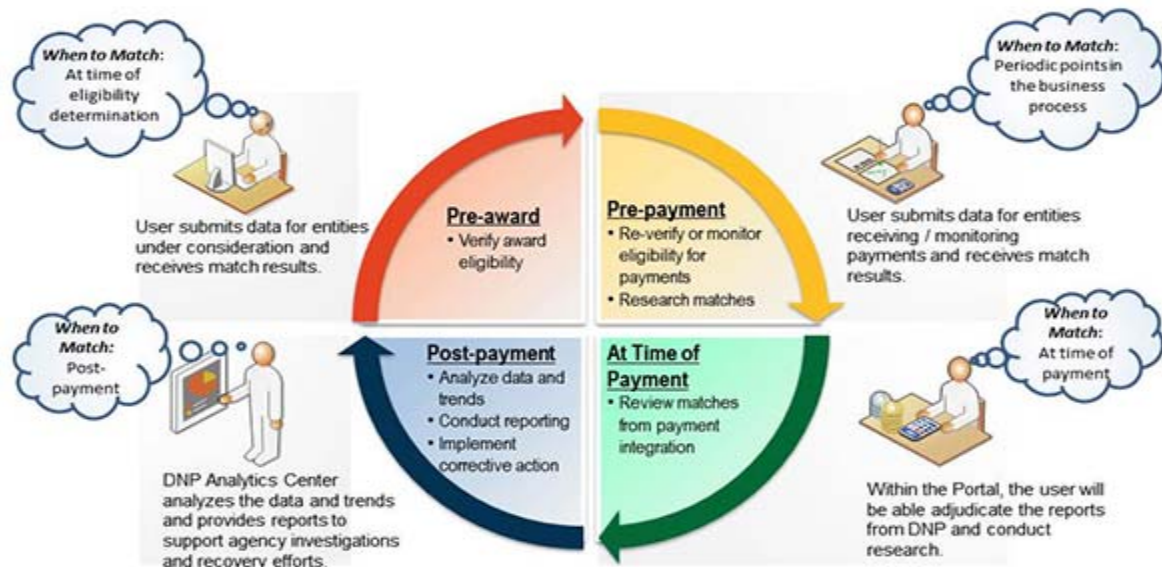 When to Match:
At time of
eligibility
determination
User submits data for entities
under consideration and
receives match results.
Pre-award
• Verify award
eligibility
Pre-payment
• Re-verify or monitor
eligibility for
payments
• Research matches
When to Match:
Periodic points in
the business
process
User submits data for entities
receiving / monitoring
payments and receives match
results.
When to
Match:
Post-
payment
DNP Analytics Center
analyzes the data and trends
and provides reports to
support agency investigations
and recovery efforts.
Post-payment
• Analyze data and
trends
• Conduct reporting
• Implement
corrective action
At Time of
Payment
• Review matches
from payment
integration
When to
Match:
At time of
payment
Within the Portal, the user will
be able adjudicate the reports
from DNP and conduct
research.